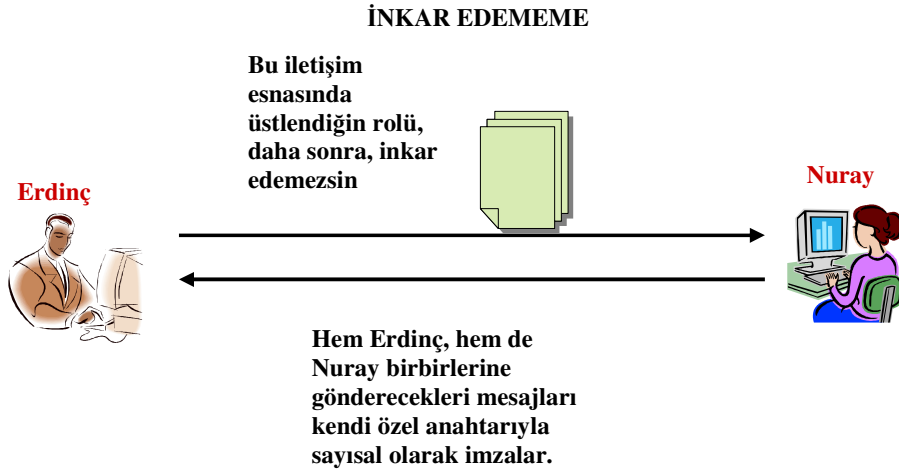 İNKAR EDEMEME
Bu iletişim
esnasında
üstlendiğin rolü,
daha sonra, inkar
edemezsin
Erdinç
Nuray
Hem Erdinç, hem de
Nuray birbirlerine
gönderecekleri mesajları
kendi özel anahtarıyla
sayısal olarak imzalar.